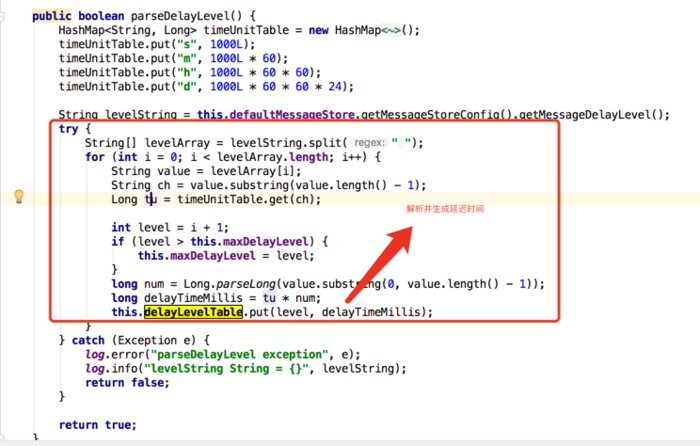 public boolean parseDelayLevel() {
HashMap<String, Long> timeUnitTable = new HashMap<~>();
timeUnitTable.put("s", 1000L);
timeUnitTable.put("m", 1000L * 60);
timeUnitTable.put("h", 1000L * 60 * 60);
timeUnitTable.put("d", 1000L * 60 * 60 * 24);
String levelString = this.defaultMessageStore.getMessageStoreConfig().getMessageDelayLevel();
try {
String[] levelArray = levelString.split( regex: " ");
for (int i = 0; i < levelArray.length; i++) {
String value = levelArray[i];
String ch = value.substring(value.length() - 1);
Long tu = timeUnitTable.get(ch);
解析并生成延迟时间
int level = i + 1;
if (level > this.maxDelayLevel) {
this.maxDelayLevel = level;
}
long num = Long.parseLong(value.substring(0, value.length() - 1));
long delayTimeMillis = tu * num;
this.delayLevelTable.put(level, delayTimeMillis);
}
} catch (Exception e) {
log.error("parseDelayLevel exception", e);
log.info("levelString String = {}", levelString);
return false;
}
return true;
}